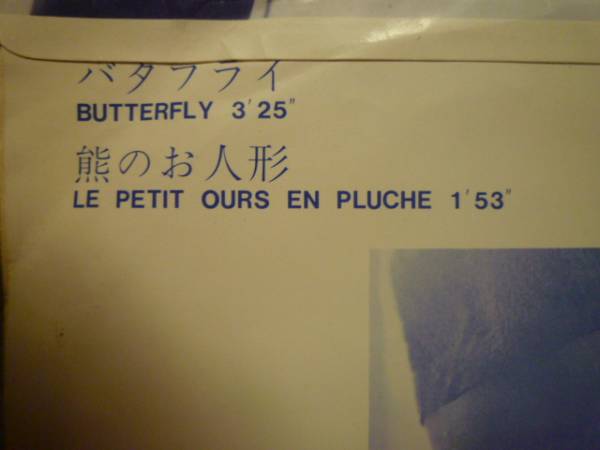 バタフライ
BUTTERFLY 3'25"
熊のお人形
LE PETIT OURS EN PLUCHE 1'53"